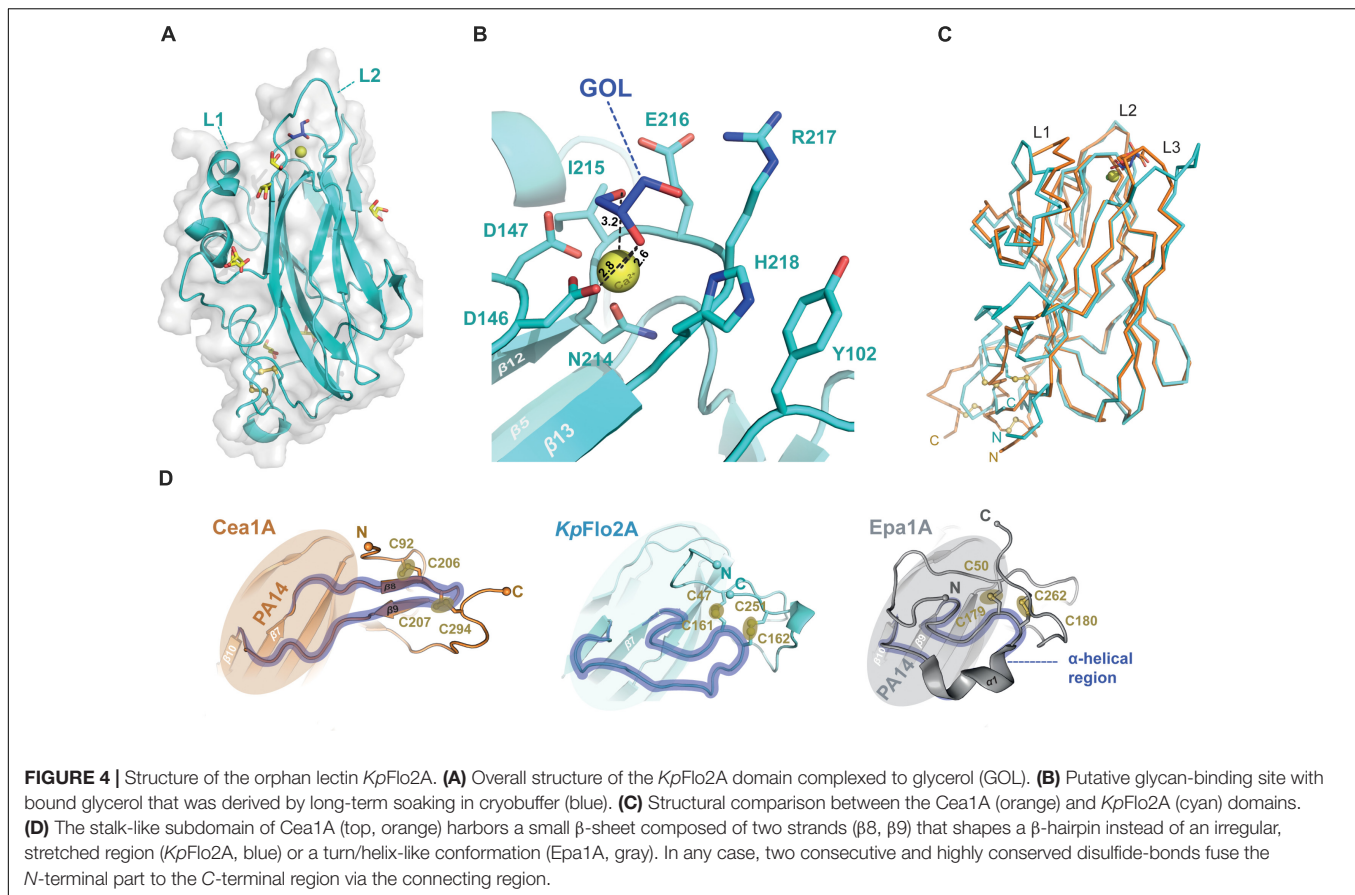 A
B
C
L2
L1
GOL
E216
R217
I215
D147
3.2
2.8
2.6
Ca²⁺
H218
D146
N214
Y102
β12
β5
β13
L1
L2
L3
C
N
C
N
D
Cea1A
N
C92
C206
PA14
β8
β9
β7
β10
C207
C294
C
KpFlo2A
N
C
C47
C251
C161
C162
β7
Epa1A
C
C50
N
C262
C179
C180
β9
β10
PA14
α1
α-helical
region
FIGURE 4 | Structure of the orphan lectin KpFlo2A. (A) Overall structure of the KpFlo2A domain complexed to glycerol (GOL). (B) Putative glycan-binding site with
bound glycerol that was derived by long-term soaking in cryobuffer (blue). (C) Structural comparison between the Cea1A (orange) and KpFlo2A (cyan) domains.
(D) The stalk-like subdomain of Cea1A (top, orange) harbors a small β-sheet composed of two strands (β8, β9) that shapes a β-hairpin instead of an irregular,
stretched region (KpFlo2A, blue) or a turn/helix-like conformation (Epa1A, gray). In any case, two consecutive and highly conserved disulfide-bonds fuse the
N-terminal part to the C-terminal region via the connecting region.